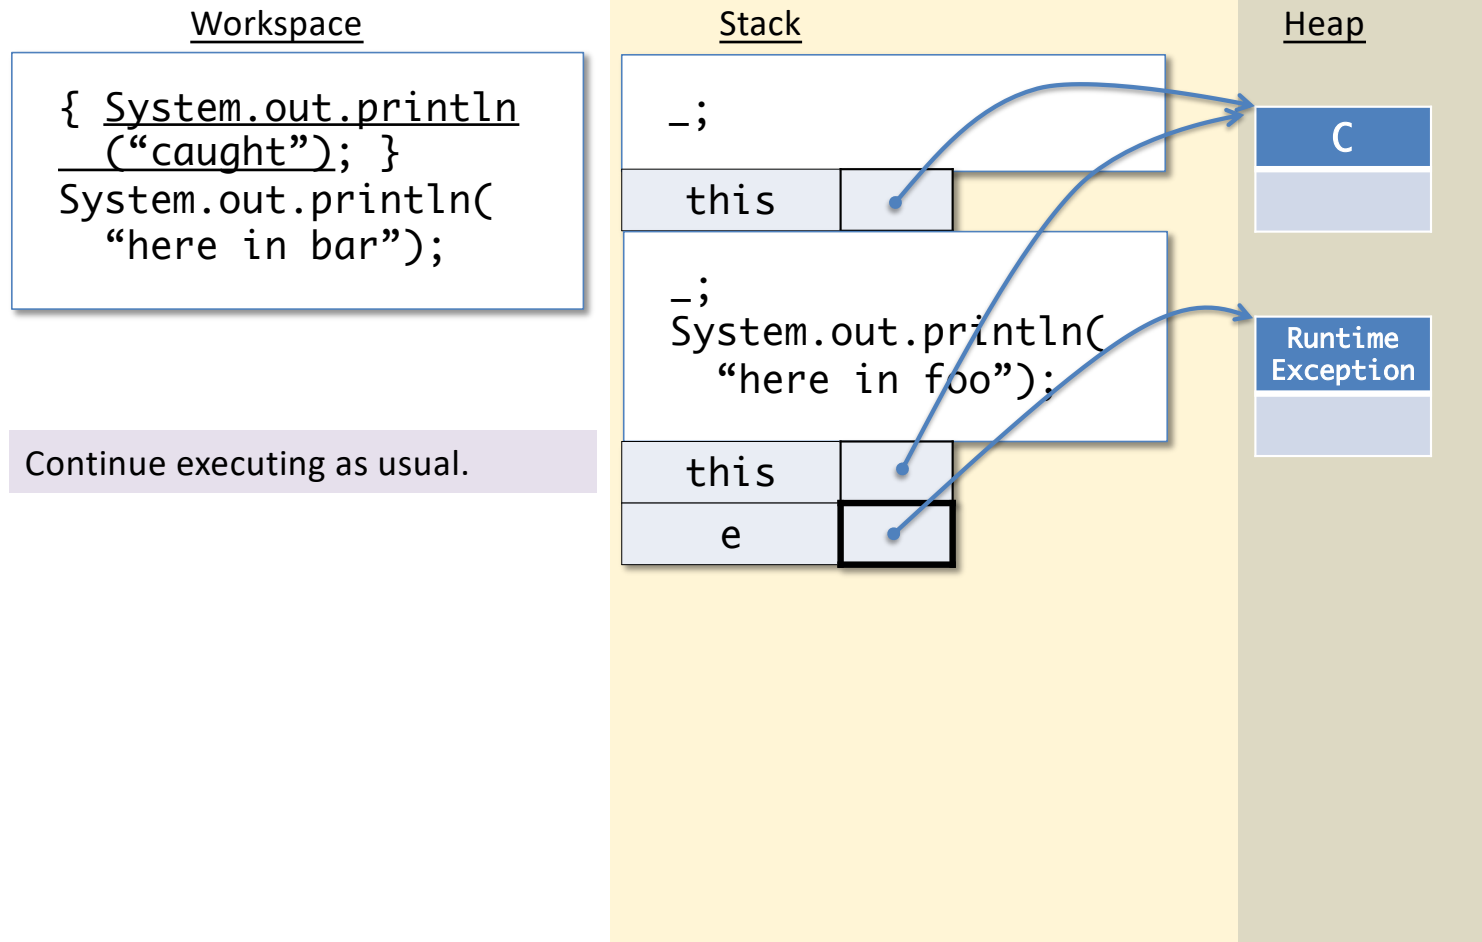 Workspace
{ System.out.println
(“caught”); }
System.out.println(
“here in bar”);
Continue executing as usual.
Stack
_;
this
_;
System.out.println(
“here in foo”);
this
e
Heap
C
Runtime
Exception